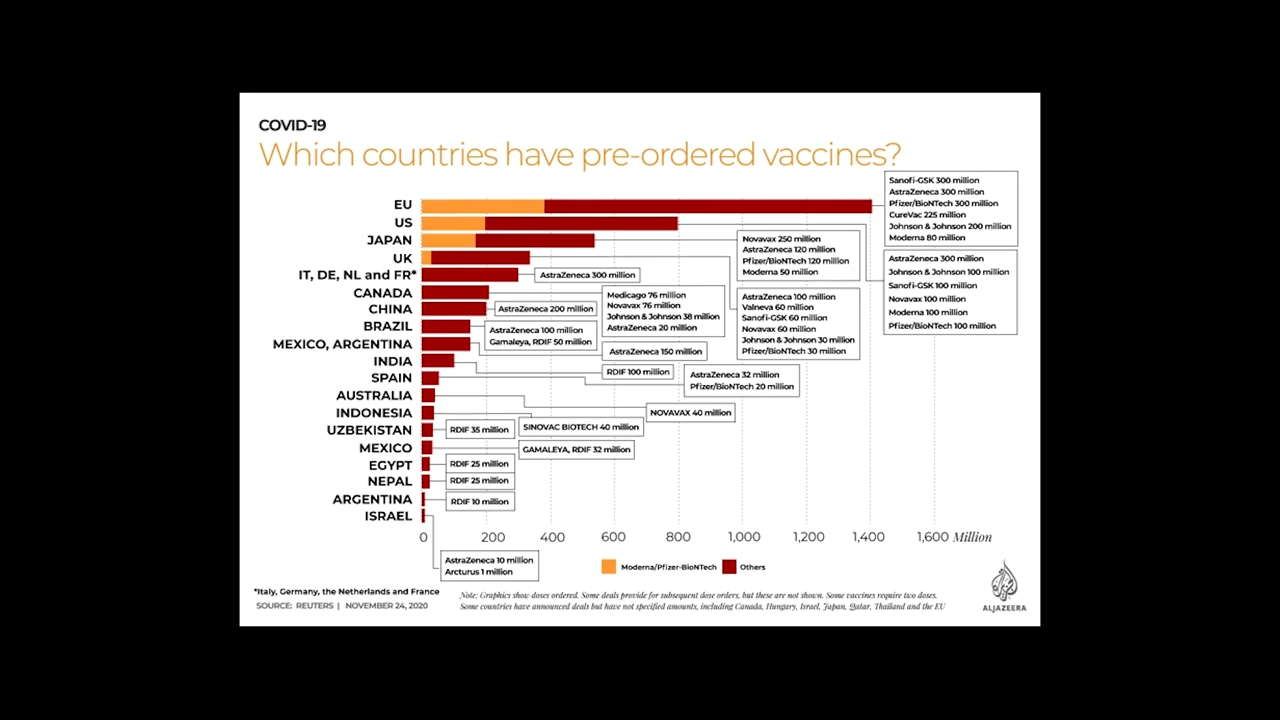 COVID-19
Which countries have pre-ordered vaccines?
EU
Sanofi-GSK 300 million
AstraZeneca 300 million
Pfizer/BioNTech 300 million
CureVac 225 million
Johnson & Johnson 200 million
Moderna 80 million
US
AstraZeneca 300 million
Johnson & Johnson 100 million
Sanofi-GSK 100 million
Novavax 100 million
Moderna 100 million
Pfizer/BioNTech 100 million
JAPAN
Novavax 250 million
AstraZeneca 120 million
Pfizer/BioNTech 120 million
Moderna 50 million
UK
AstraZeneca 100 million
Valneva 60 million
Sanofi-GSK 60 million
Novavax 60 million
Johnson & Johnson 30 million
Pfizer/BioNTech 30 million
IT, DE, NL and FR*
AstraZeneca 300 million
CANADA
Medicago 76 million
Novavax 76 million
Johnson & Johnson 38 million
AstraZeneca 20 million
CHINA
AstraZeneca 200 million
BRAZIL
AstraZeneca 100 million
Gamaleya, RDIF 50 million
MEXICO, ARGENTINA
AstraZeneca 150 million
INDIA
RDIF 100 million
SPAIN
AstraZeneca 32 million
Pfizer/BioNTech 20 million
AUSTRALIA
NOVAVAX 40 million
INDONESIA
SINOVAC BIOTECH 40 million
UZBEKISTAN
RDIF 35 million
MEXICO
GAMALEYA, RDIF 32 million
EGYPT
RDIF 25 million
NEPAL
RDIF 25 million
ARGENTINA
RDIF 10 million
ISRAEL
AstraZeneca 10 million
Arcturus 1 million
0 200 400 600 800 1,000 1,200 1,400 1,600 Million
Moderna/Pfizer-BioNTech
Others
*Italy, Germany, the Netherlands and France
SOURCE: REUTERS | NOVEMBER 24, 2020
Note: Graphics show doses ordered. Some deals provide for subsequent dose orders, but these are not shown. Some vaccines require two doses.
Some countries have announced deals but have not specified amounts, including Canada, Hungary, Israel, Japan, Qatar, Thailand and the EU
ALJAZEERA